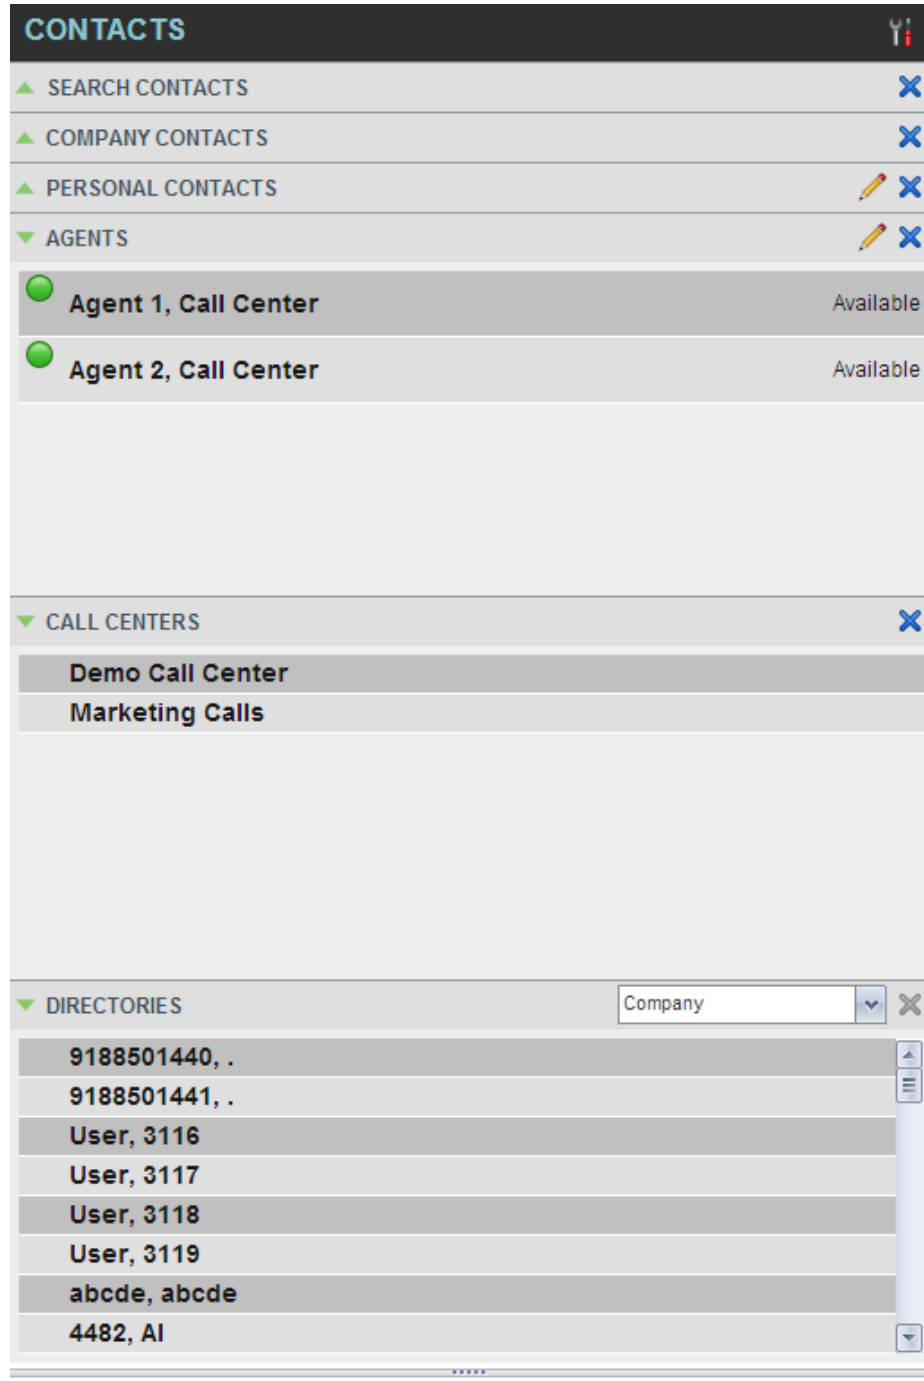 CONTACTS
SEARCH CONTACTS
COMPANY CONTACTS
PERSONAL CONTACTS
AGENTS
Agent 1, Call Center Available
Agent 2, Call Center Available
CALL CENTERS
Demo Call Center
Marketing Calls
DIRECTORIES Company
9188501440, .
9188501441, .
User, 3116
User, 3117
User, 3118
User, 3119
abcde, abcde
4482, Al